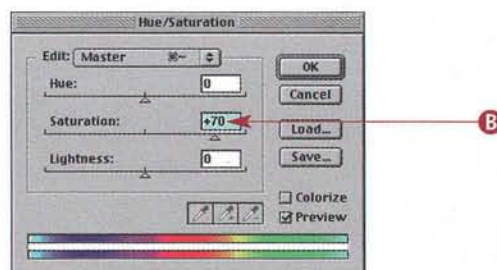 Hue/Saturation
Edit: Master ⌘~
OK
Hue: 0
Cancel
Saturation: +70
B
Load...
Lightness: 0
Save...
Colorize
Preview